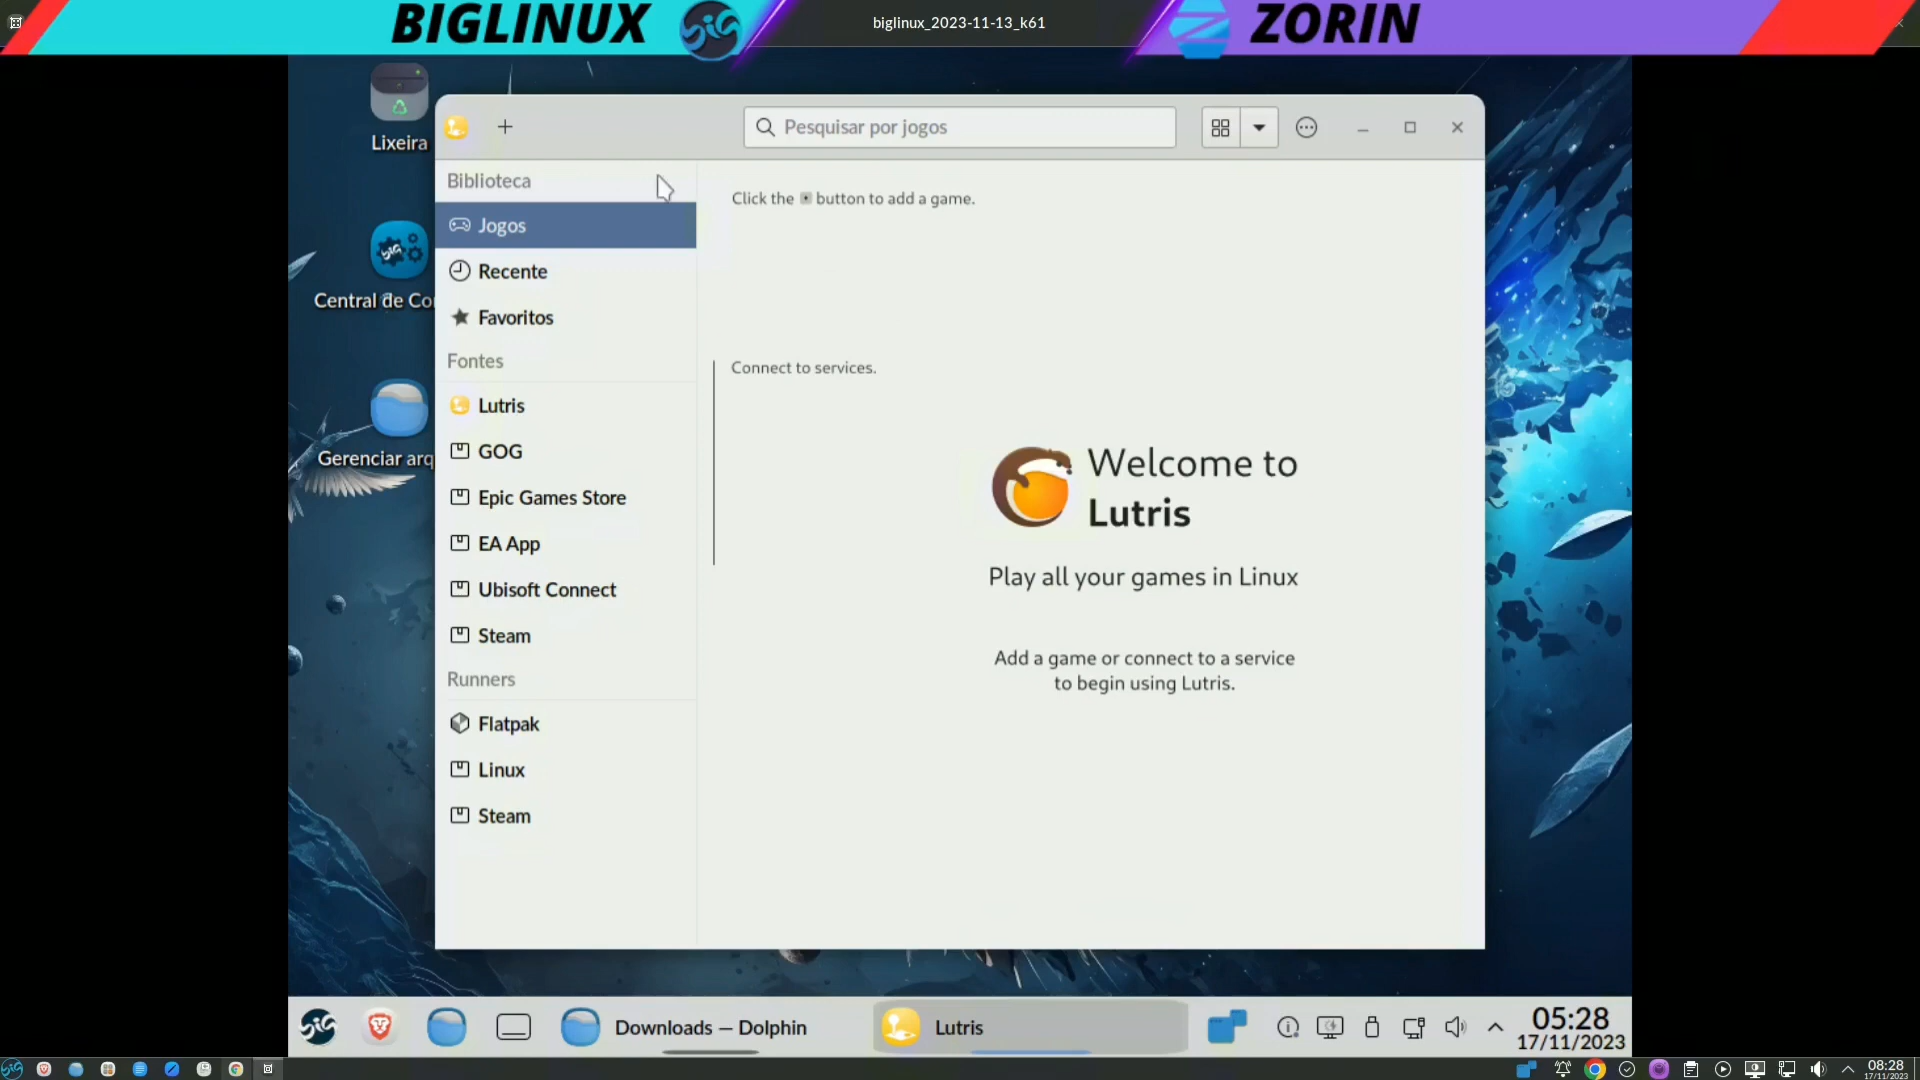 BIGLINUX
biglinux_2023-11-13_k61
ZORIN
Lixeira
Central de Co
Gerenciar arq
Pesquisar por jogos
Biblioteca
Jogos
Recente
Favoritos
Fontes
Lutris
GOG
Epic Games Store
EA App
Ubisoft Connect
Steam
Runners
Flatpak
Linux
Steam
Click the button to add a game.
Connect to services.
Welcome to
Lutris
Play all your games in Linux
Add a game or connect to a service
to begin using Lutris.
Downloads — Dolphin
Lutris
05:28
17/11/2023
08:28
17/11/2023